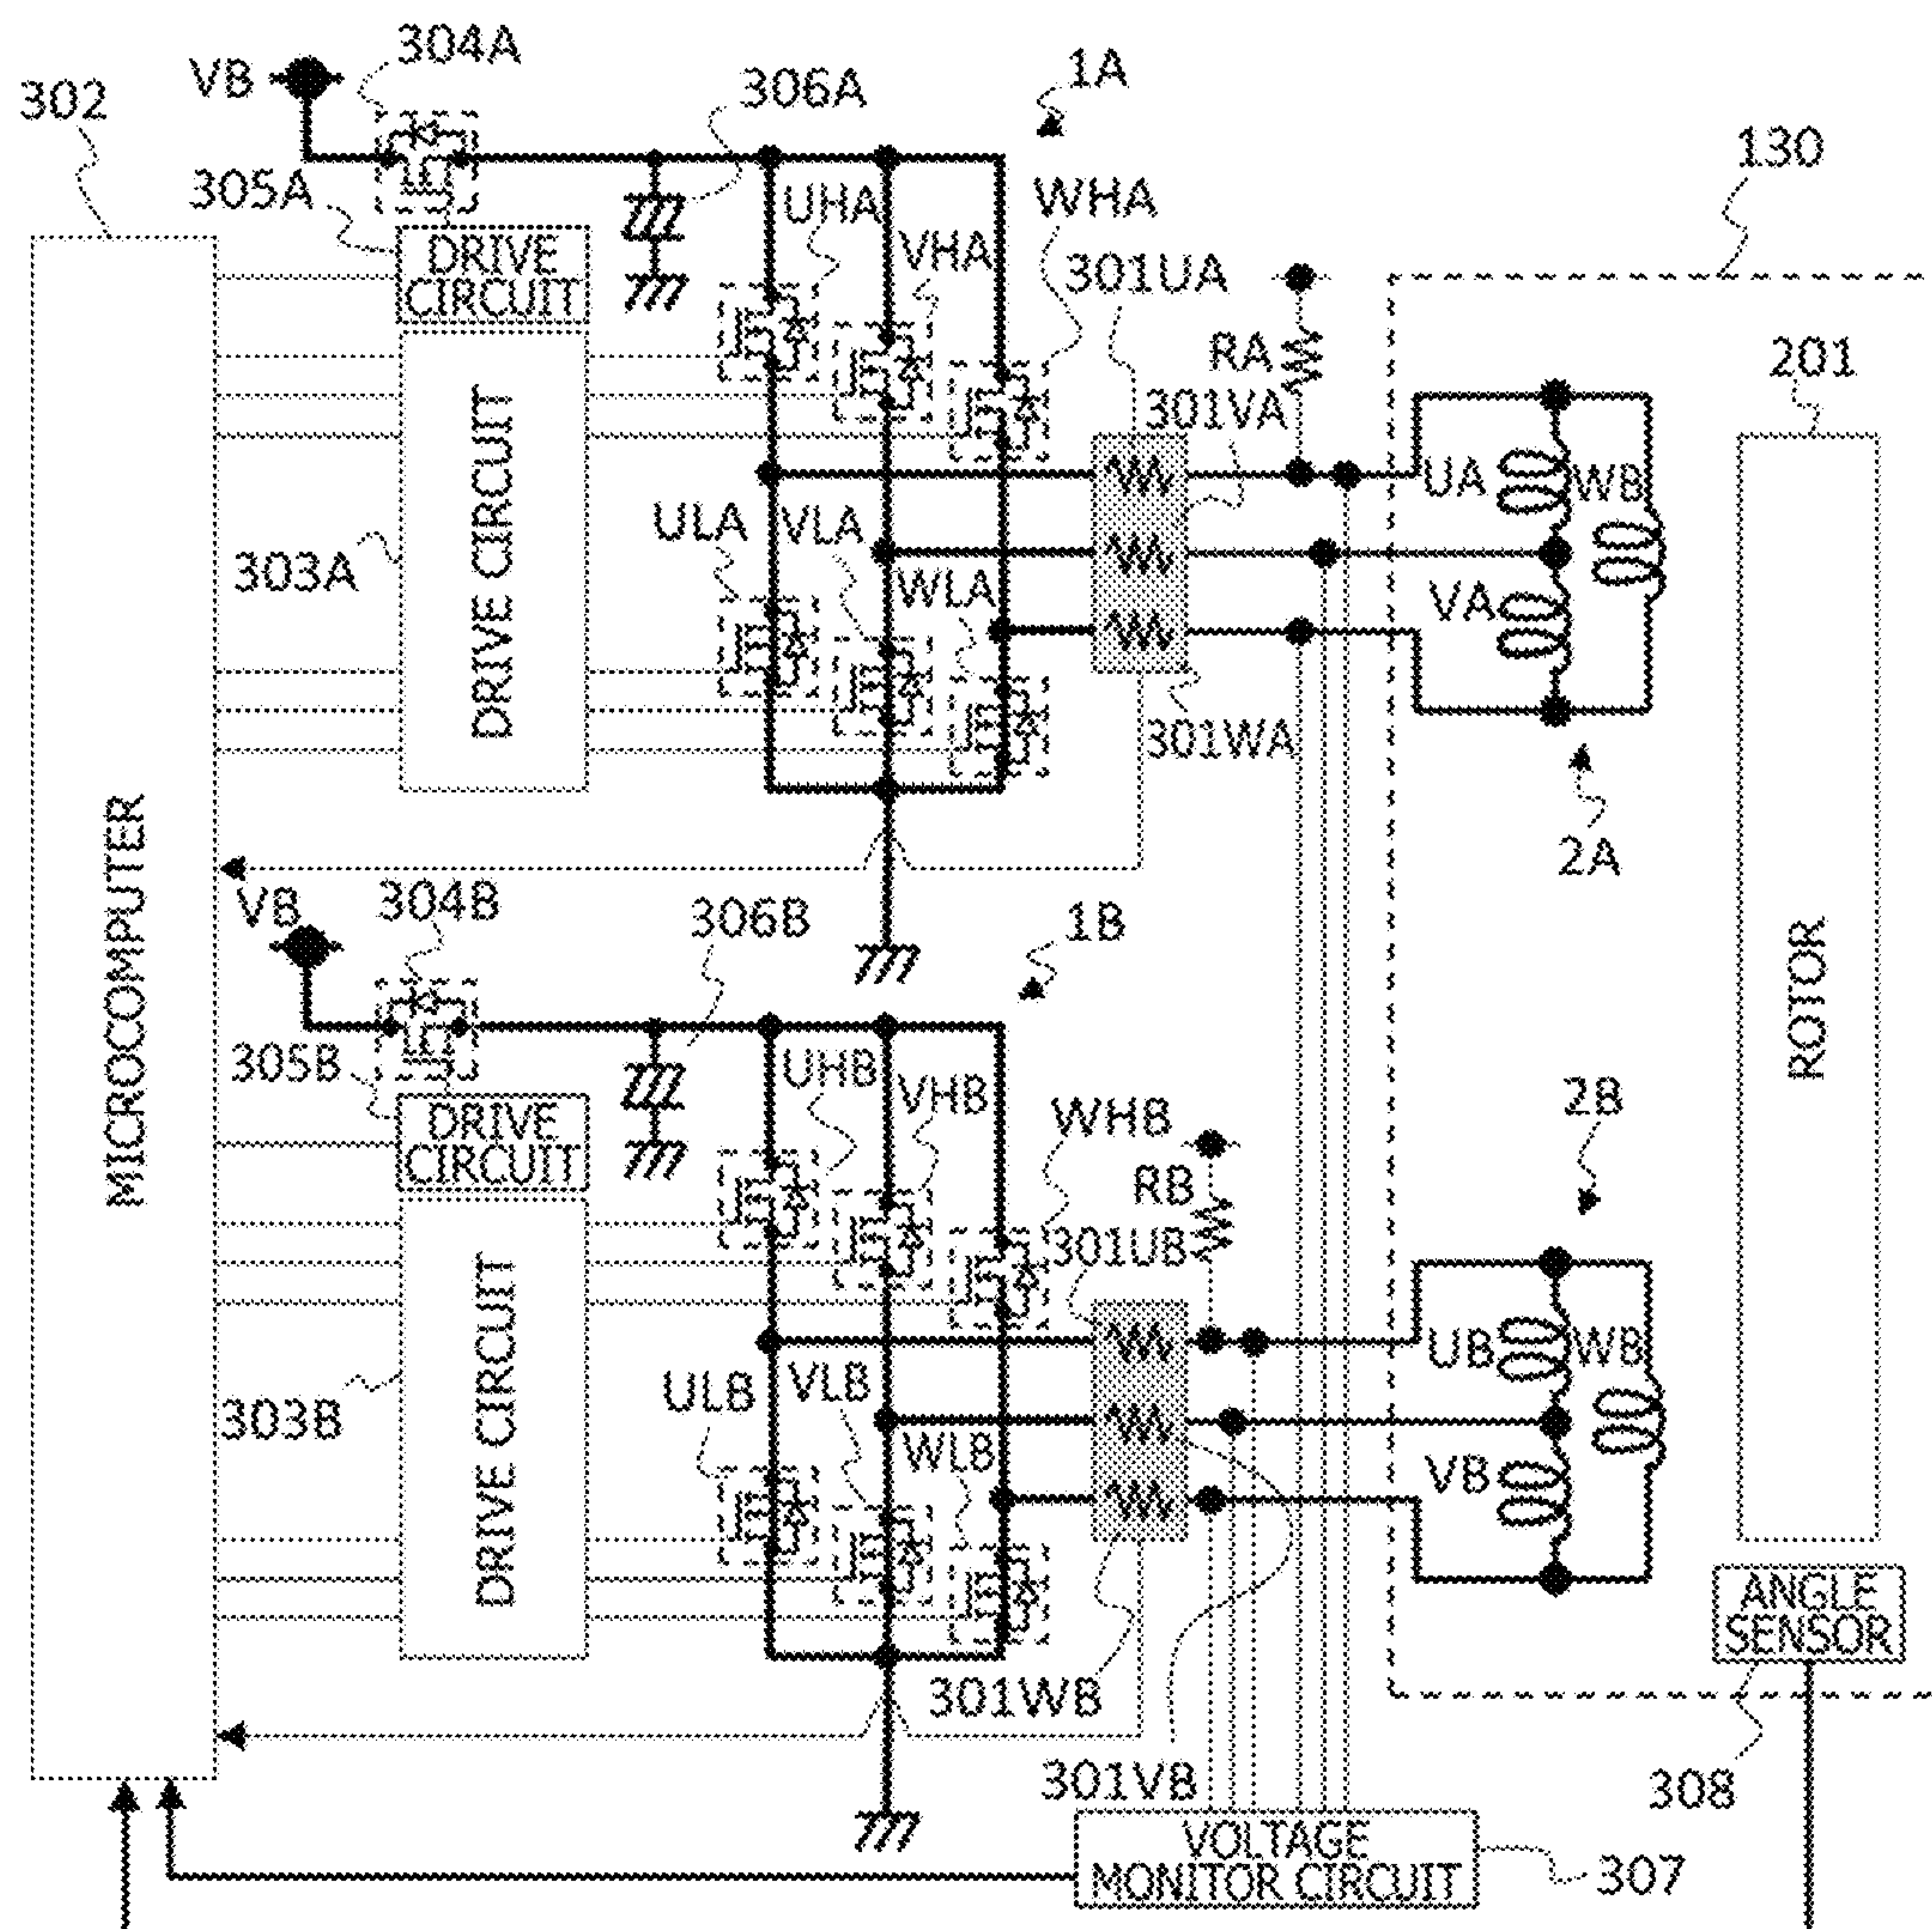 304A
VB
1A
306A
302
130
305A
UHA
WHA
DRIVE
CIRCUIT
VHA
301UA
RA
201
301VA
UA
WB
ULA
VLA
303A
DRIVE CIRCUIT
WLA
VA
301WA
2A
MICROCOMPUTER
VB
304B
306B
1B
ROTOR
305B
UHB
VHB
2B
DRIVE
CIRCUIT
WHB
RB
301UB
DRIVE CIRCUIT
UB
WB
ULB
VLB
303B
WLB
VB
ANGLE
SENSOR
301WB
301VB
308
VOLTAGE
MONITOR CIRCUIT
307